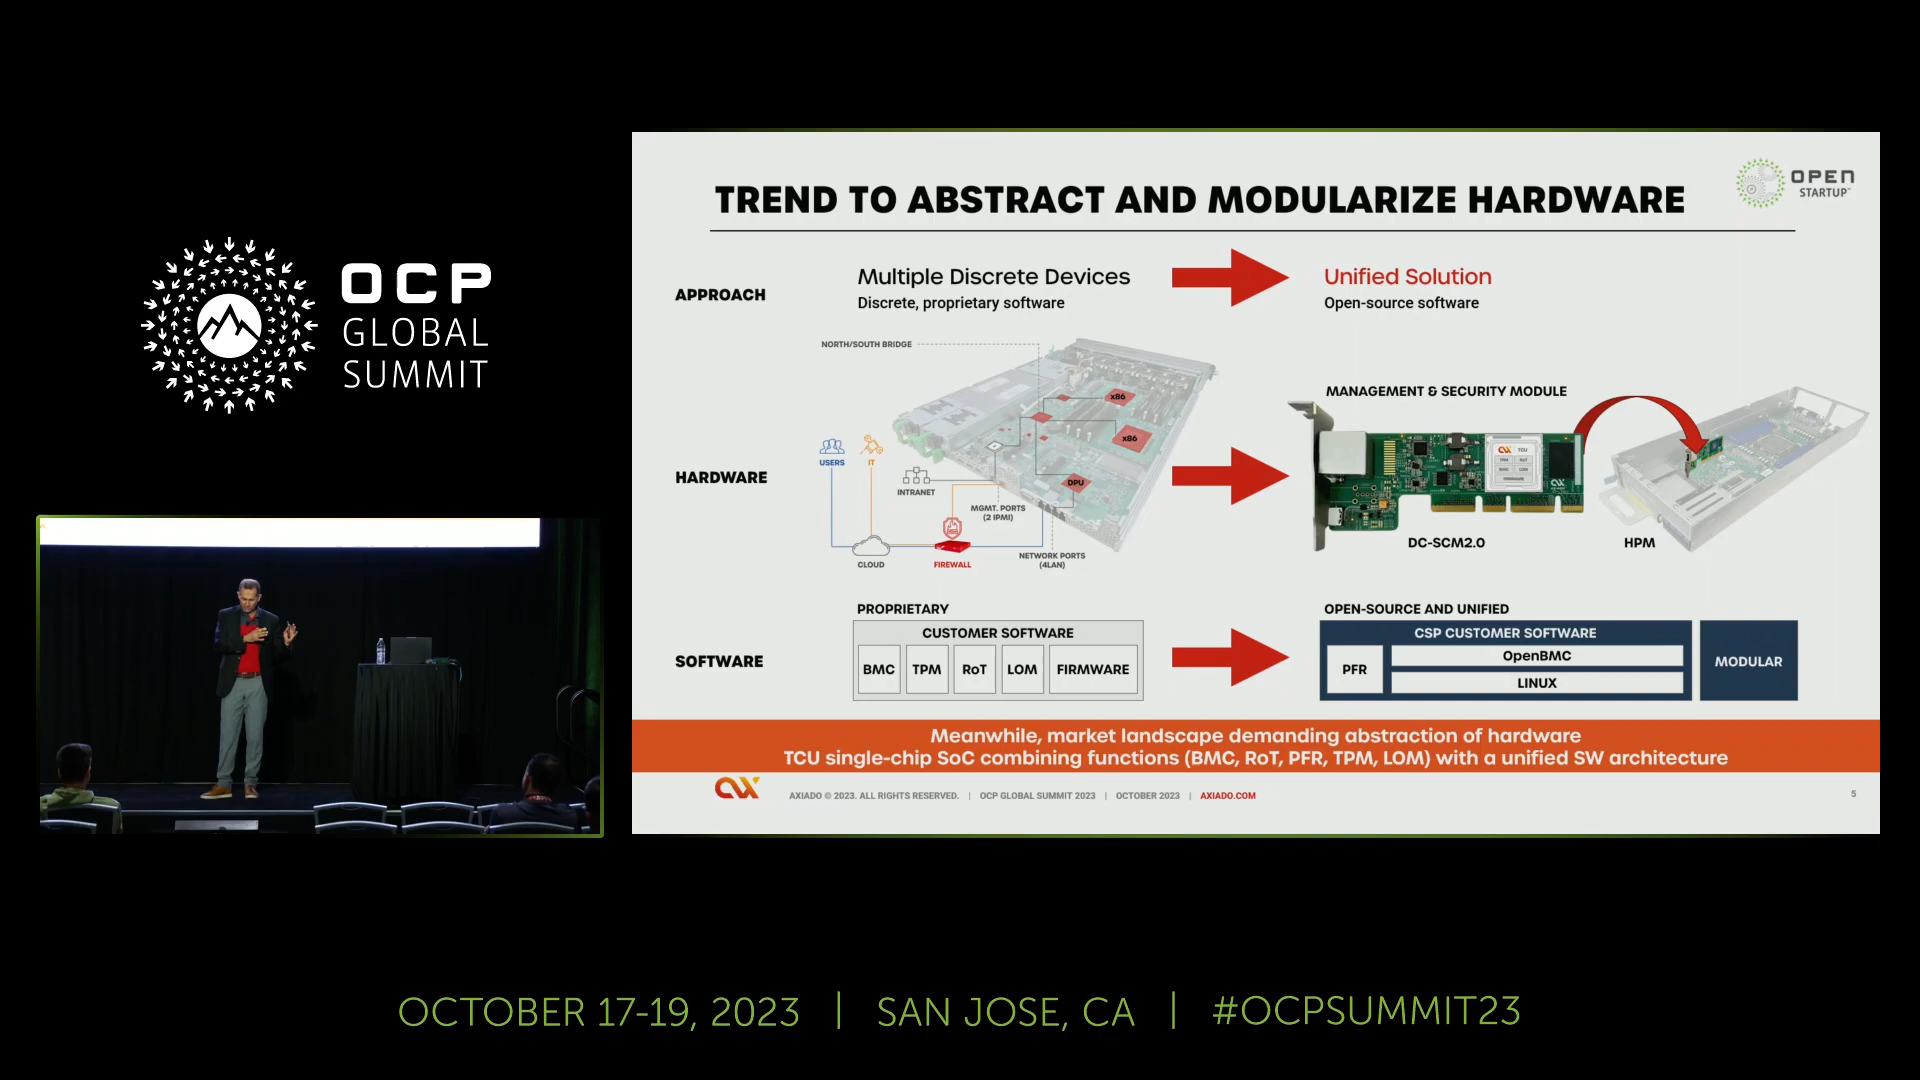 OCP
GLOBAL
SUMMIT
TREND TO ABSTRACT AND MODULARIZE HARDWARE
OPEN
STARTUP™
APPROACH
Multiple Discrete Devices
Discrete, proprietary software
Unified Solution
Open-source software
HARDWARE
NORTH/SOUTH BRIDGE
x86
x86
DPU
USERS
IT
INTRANET
MGMT. PORTS
(2 IPMI)
NETWORK PORTS
(4LAN)
CLOUD
FIREWALL
MANAGEMENT & SECURITY MODULE
TCU
DC-SCM2.0
HPM
SOFTWARE
PROPRIETARY
CUSTOMER SOFTWARE
BMC TPM RoT LOM FIRMWARE
OPEN-SOURCE AND UNIFIED
CSP CUSTOMER SOFTWARE
PFR
OpenBMC
LINUX
MODULAR
Meanwhile, market landscape demanding abstraction of hardware
TCU single-chip SoC combining functions (BMC, RoT, PFR, TPM, LOM) with a unified SW architecture
AXIADO © 2023. ALL RIGHTS RESERVED. | OCP GLOBAL SUMMIT 2023 | OCTOBER 2023 | AXIADO.COM
5
OCTOBER 17-19, 2023 | SAN JOSE, CA | #OCPSUMMIT23